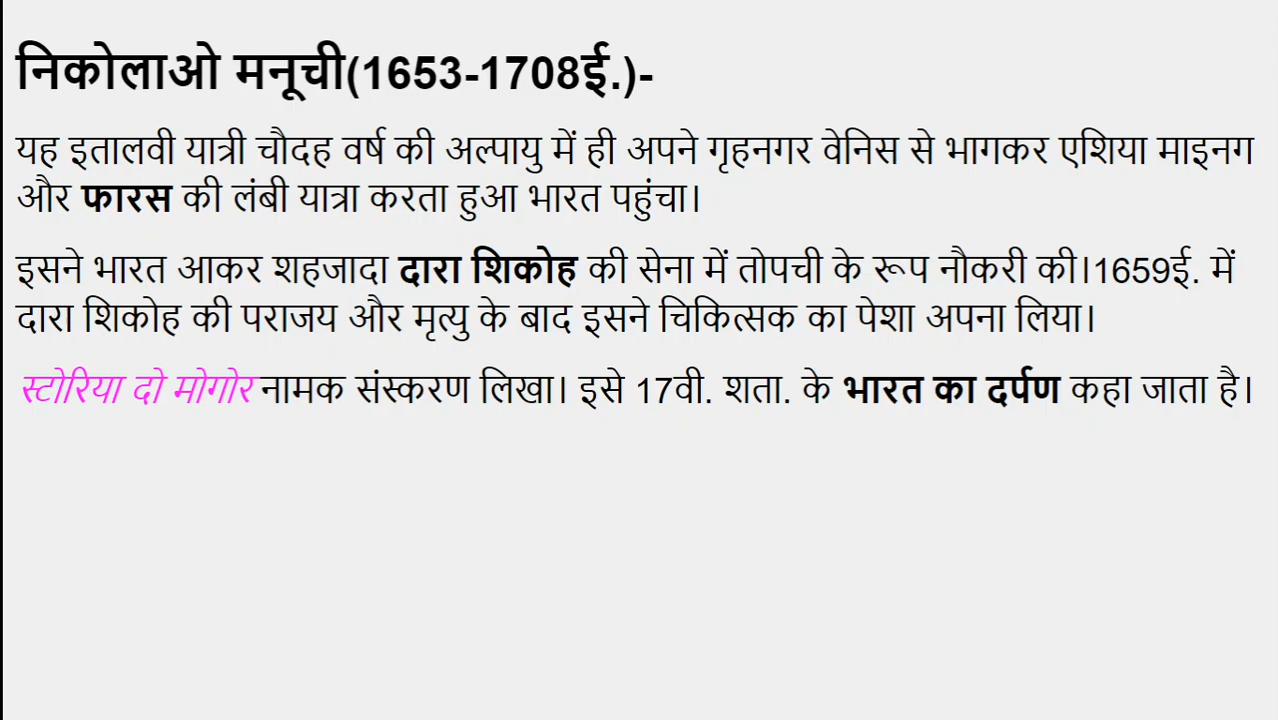 निकोलाओ मनूची(1653-1708ई.)-
यह इतालवी यात्री चौदह वर्ष की अल्पायु में ही अपने गृहनगर वेनिस से भागकर एशिया माइनग
और फारस की लंबी यात्रा करता हुआ भारत पहुंचा।
इसने भारत आकर शहजादा दारा शिकोह की सेना में तोपची के रूप नौकरी की।1659ई. में
दारा शिकोह की पराजय और मृत्यु के बाद इसने चिकित्सक का पेशा अपना लिया।
स्टोरिया दो मोगोर नामक संस्करण लिखा। इसे 17वी. शता. के भारत का दर्पण कहा जाता है।